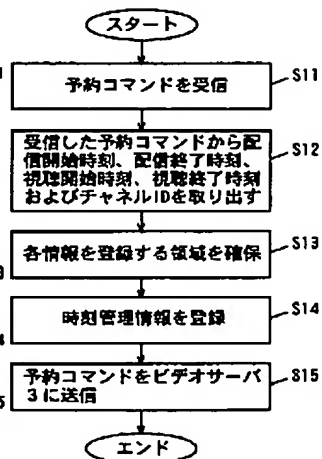 スタート
予約コマンドを受信
S11
受信した予約コマンドから配
信開始時刻、配信終了時刻、
視聴開始時刻、視聴終了時刻
およびチャネルIDを取り出す
S12
各情報を登録する領域を確保
S13
時刻管理情報を登録
S14
予約コマンドをビデオサーバ
3に送信
S15
エンド